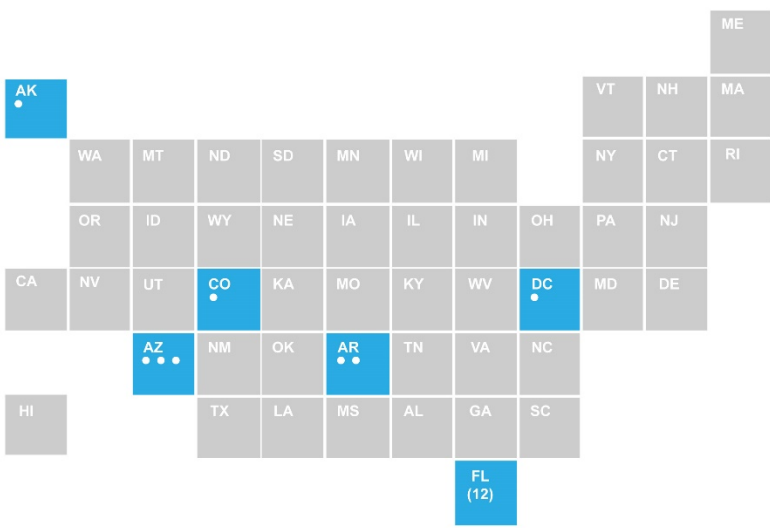 ME
AK VT NH MA
WA MT ND SD MN WI MI NY CT RI
OR ID WY NE IA IL IN OH PA NJ
CA NV UT CO KA MO KY WV DC MD DE
AZ NM OK AR TN VA NC
HI TX LA MS AL GA SC
FL
(12)